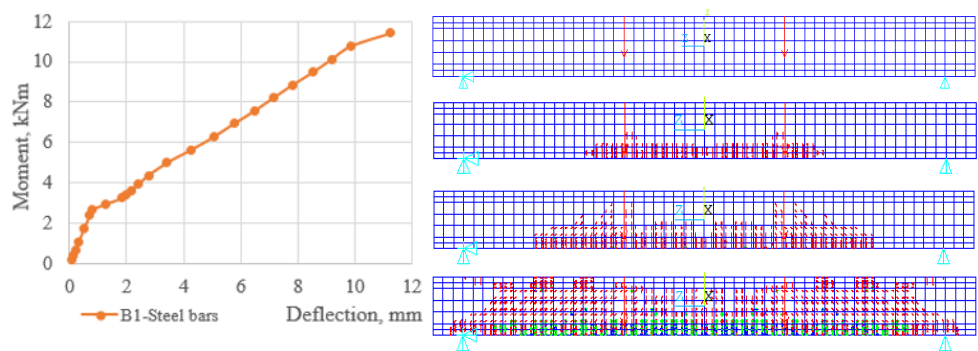 Moment, kNm
12
10
8
6
4
2
0
0 2 4 6 8 10 12
B1-Steel bars
Deflection, mm
Z X
Z X
Z X
Z X